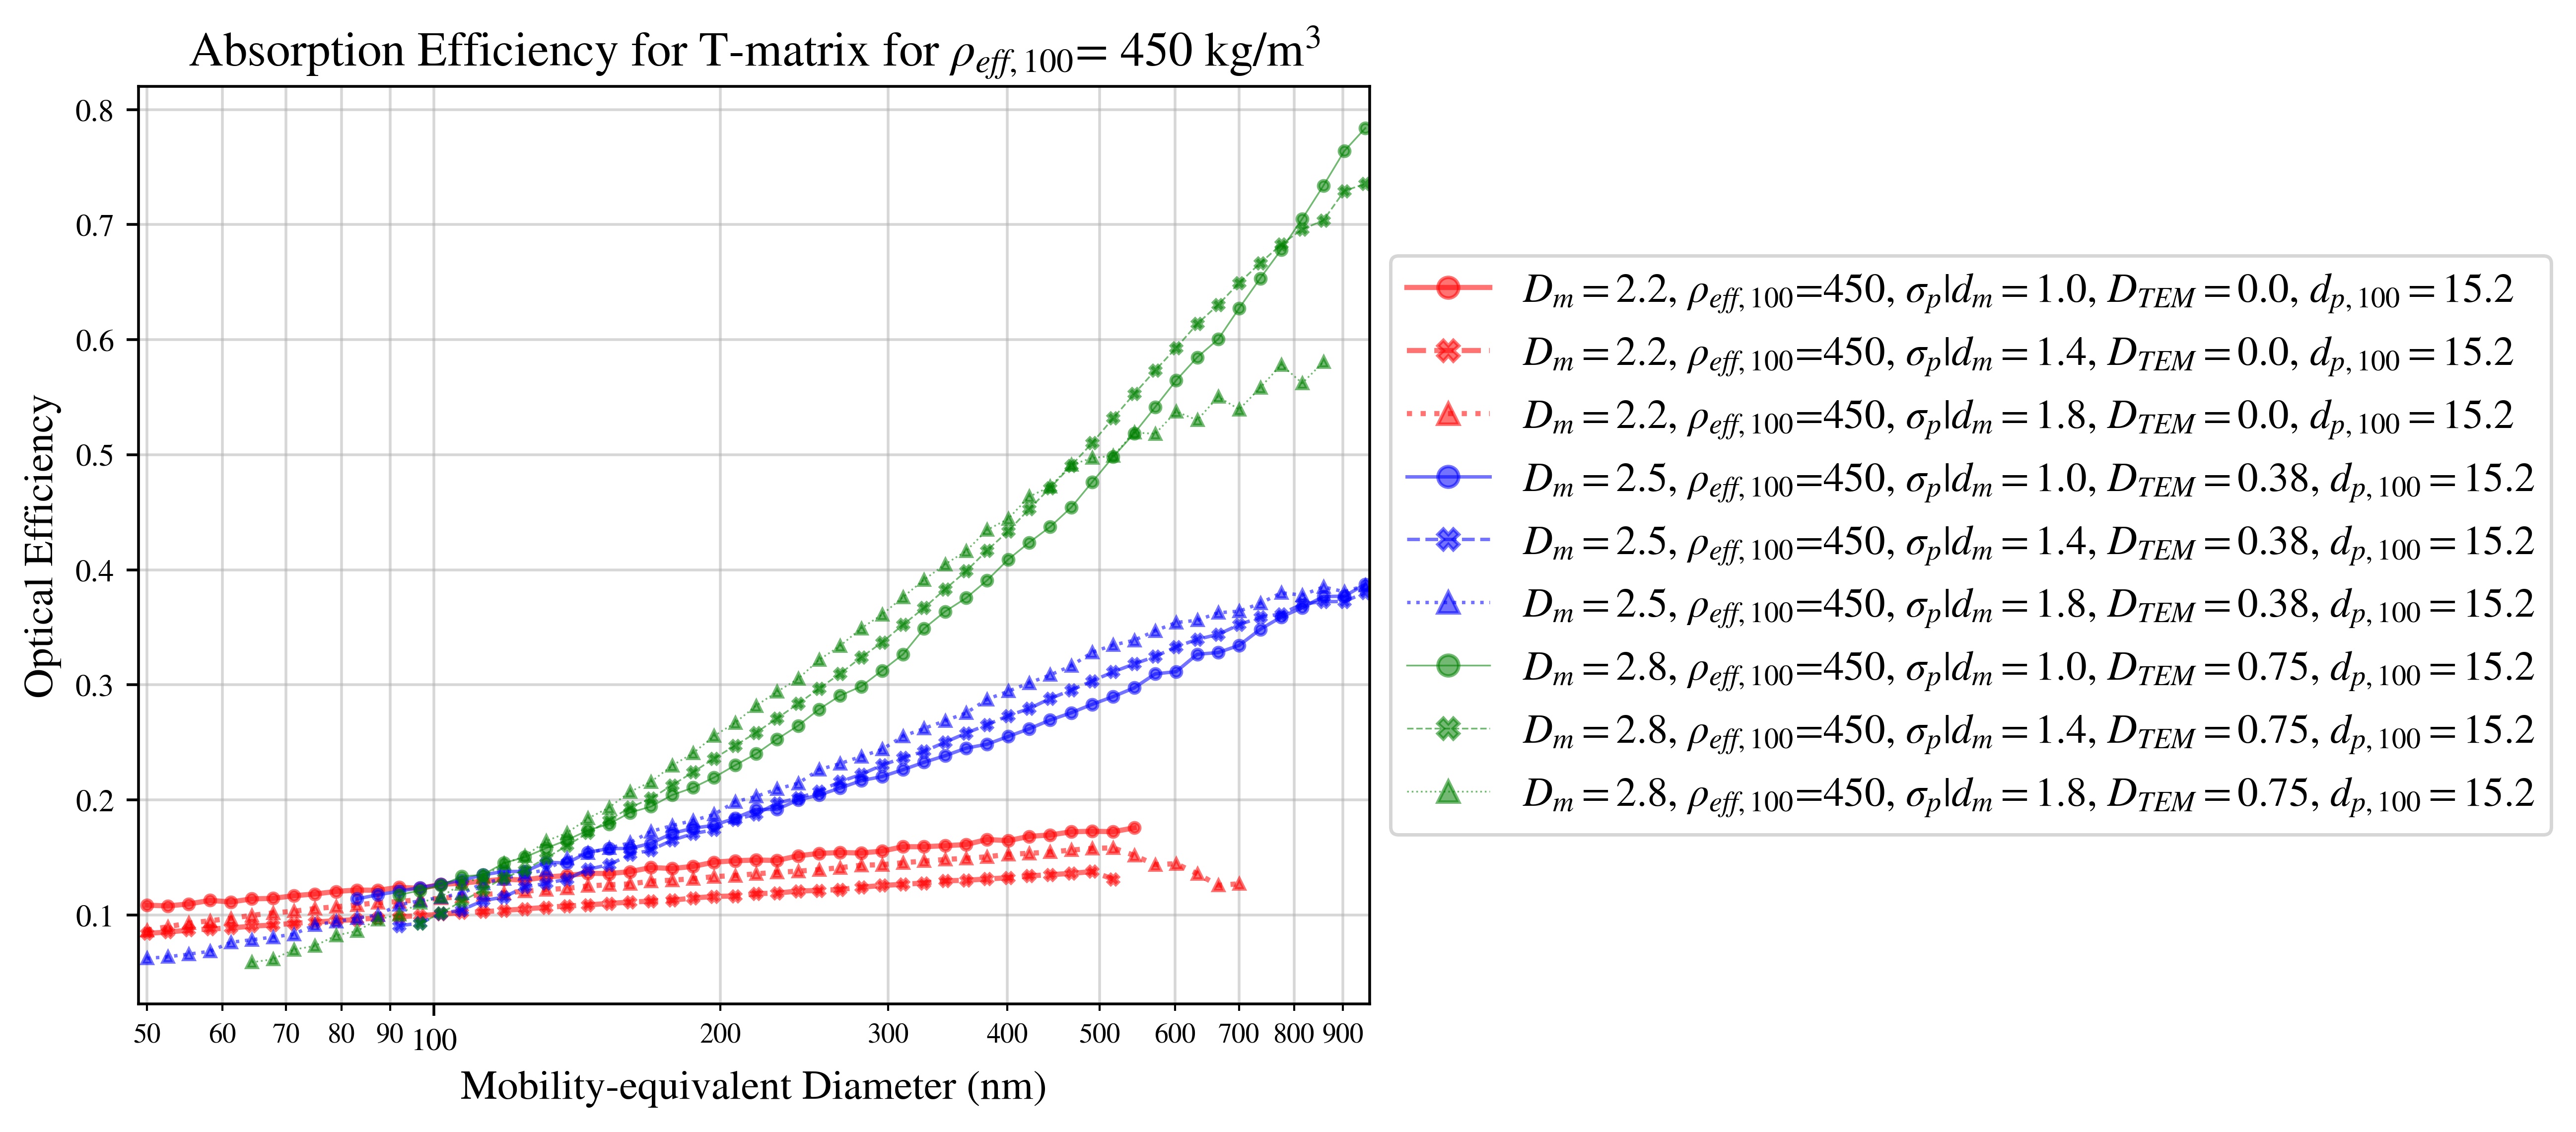 Absorption Efficiency for T-matrix for ρeff,100= 450 kg/m³
Optical Efficiency
0.8
0.7
0.6
0.5
0.4
0.3
0.2
0.1
50 60 70 80 90 100 200 300 400 500 600 700 800 900
Mobility-equivalent Diameter (nm)
Dm=2.2, ρeff,100=450, σp|dm=1.0, DTEM=0.0, dp,100=15.2
Dm=2.2, ρeff,100=450, σp|dm=1.4, DTEM=0.0, dp,100=15.2
Dm=2.2, ρeff,100=450, σp|dm=1.8, DTEM=0.0, dp,100=15.2
Dm=2.5, ρeff,100=450, σp|dm=1.0, DTEM=0.38, dp,100=15.2
Dm=2.5, ρeff,100=450, σp|dm=1.4, DTEM=0.38, dp,100=15.2
Dm=2.5, ρeff,100=450, σp|dm=1.8, DTEM=0.38, dp,100=15.2
Dm=2.8, ρeff,100=450, σp|dm=1.0, DTEM=0.75, dp,100=15.2
Dm=2.8, ρeff,100=450, σp|dm=1.4, DTEM=0.75, dp,100=15.2
Dm=2.8, ρeff,100=450, σp|dm=1.8, DTEM=0.75, dp,100=15.2